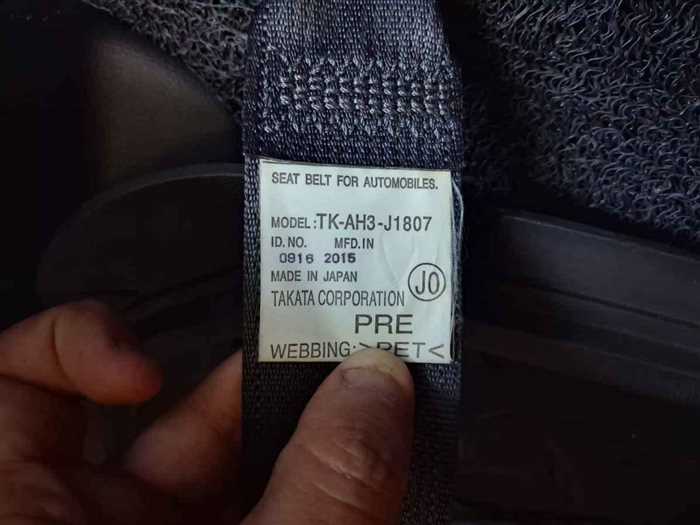 SEAT BELT FOR AUTOMOBILES.
MODEL:TK-AH3-J1807
ID.NO. MFD.IN
0916 2015
MADE IN JAPAN
TAKATA CORPORATION JO
PRE
WEBBING:>PET<